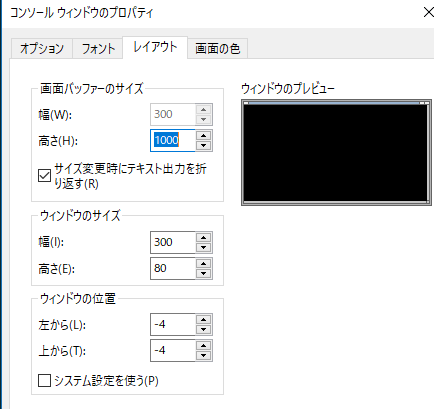 コンソール ウィンドウのプロパティ
オプション フォント レイアウト 画面の色
画面バッファーのサイズ
幅(W): 300
高さ(H): 1000
サイズ変更時にテキスト出力を折
り返す(R)
ウィンドウのサイズ
幅(I): 300
高さ(E): 80
ウィンドウの位置
左から(L): -4
上から(T): -4
システム設定を使う(P)
ウィンドウのプレビュー